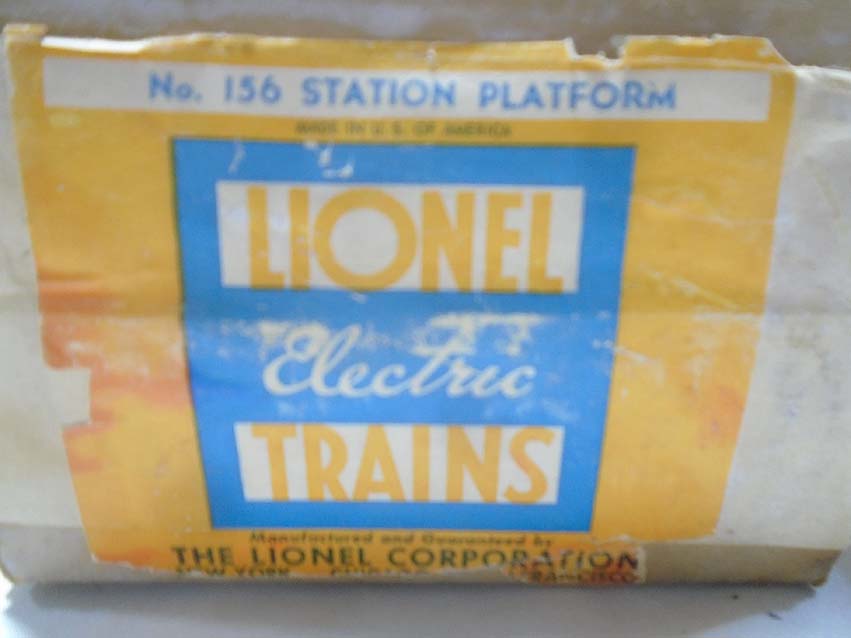 No. 156 STATION PLATFORM
MADE IN U. S. OF AMERICA
LIONEL
Electric
TRAINS
Manufactured and Guaranteed by
THE LIONEL CORPORATION
NEW YORK